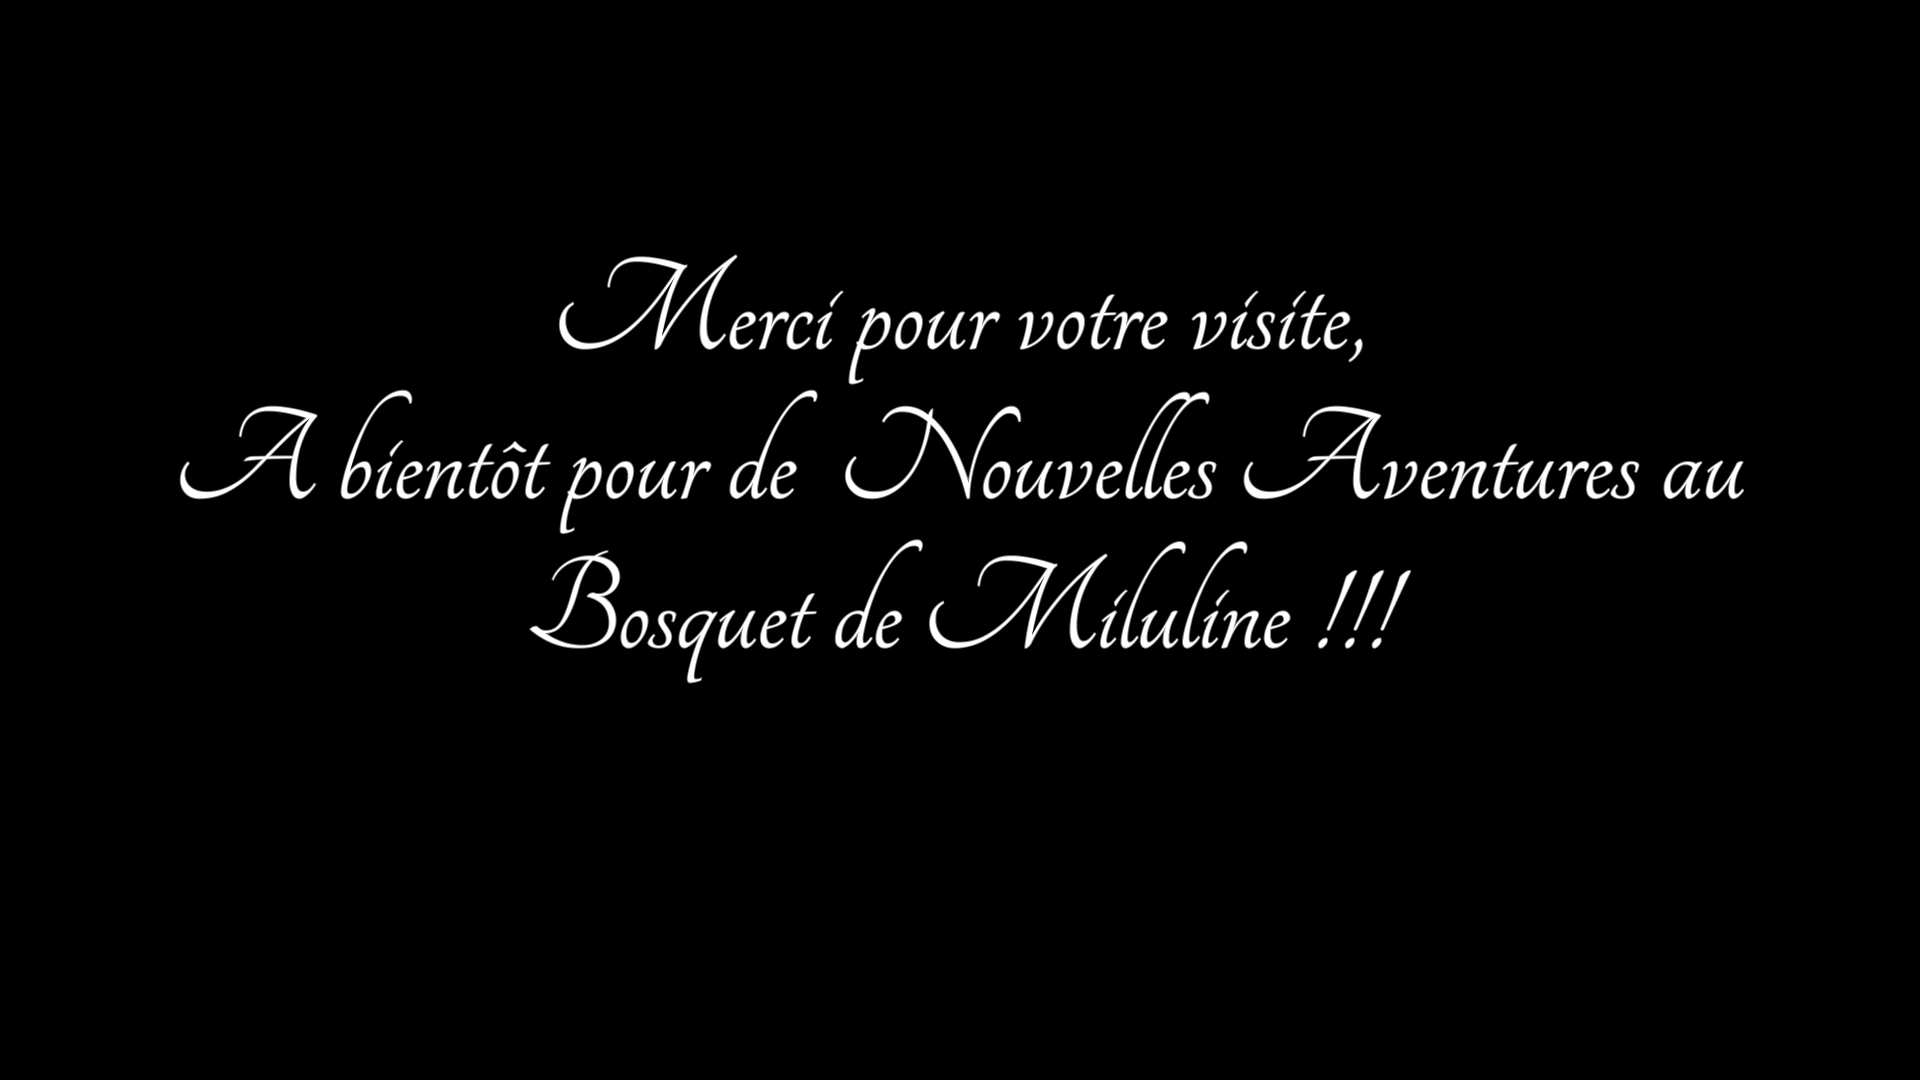 Merci pour votre visite,
A bientôt pour de Nouvelles Aventures au
Bosquet de Miluline !!!